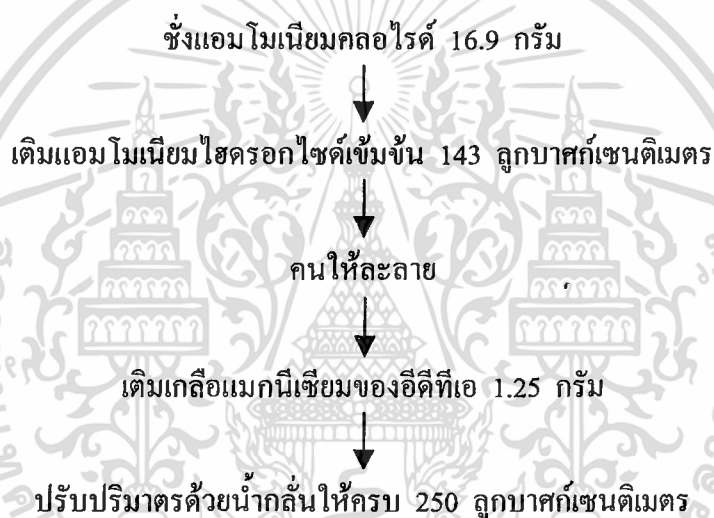 ชั่งแอมโมเนียมคลอไรด์ 16.9 กรัม
เติมแอมโมเนียมไฮดรอกไซด์เข้มข้น 143 ลูกบาศก์เซนติเมตร
คนให้ละลาย
เติมเกลือแมกนีเซียมของอีดีทีเอ 1.25 กรัม
ปรับปริมาตรด้วยน้ำกลั่นให้ครบ 250 ลูกบาศก์เซนติเมตร